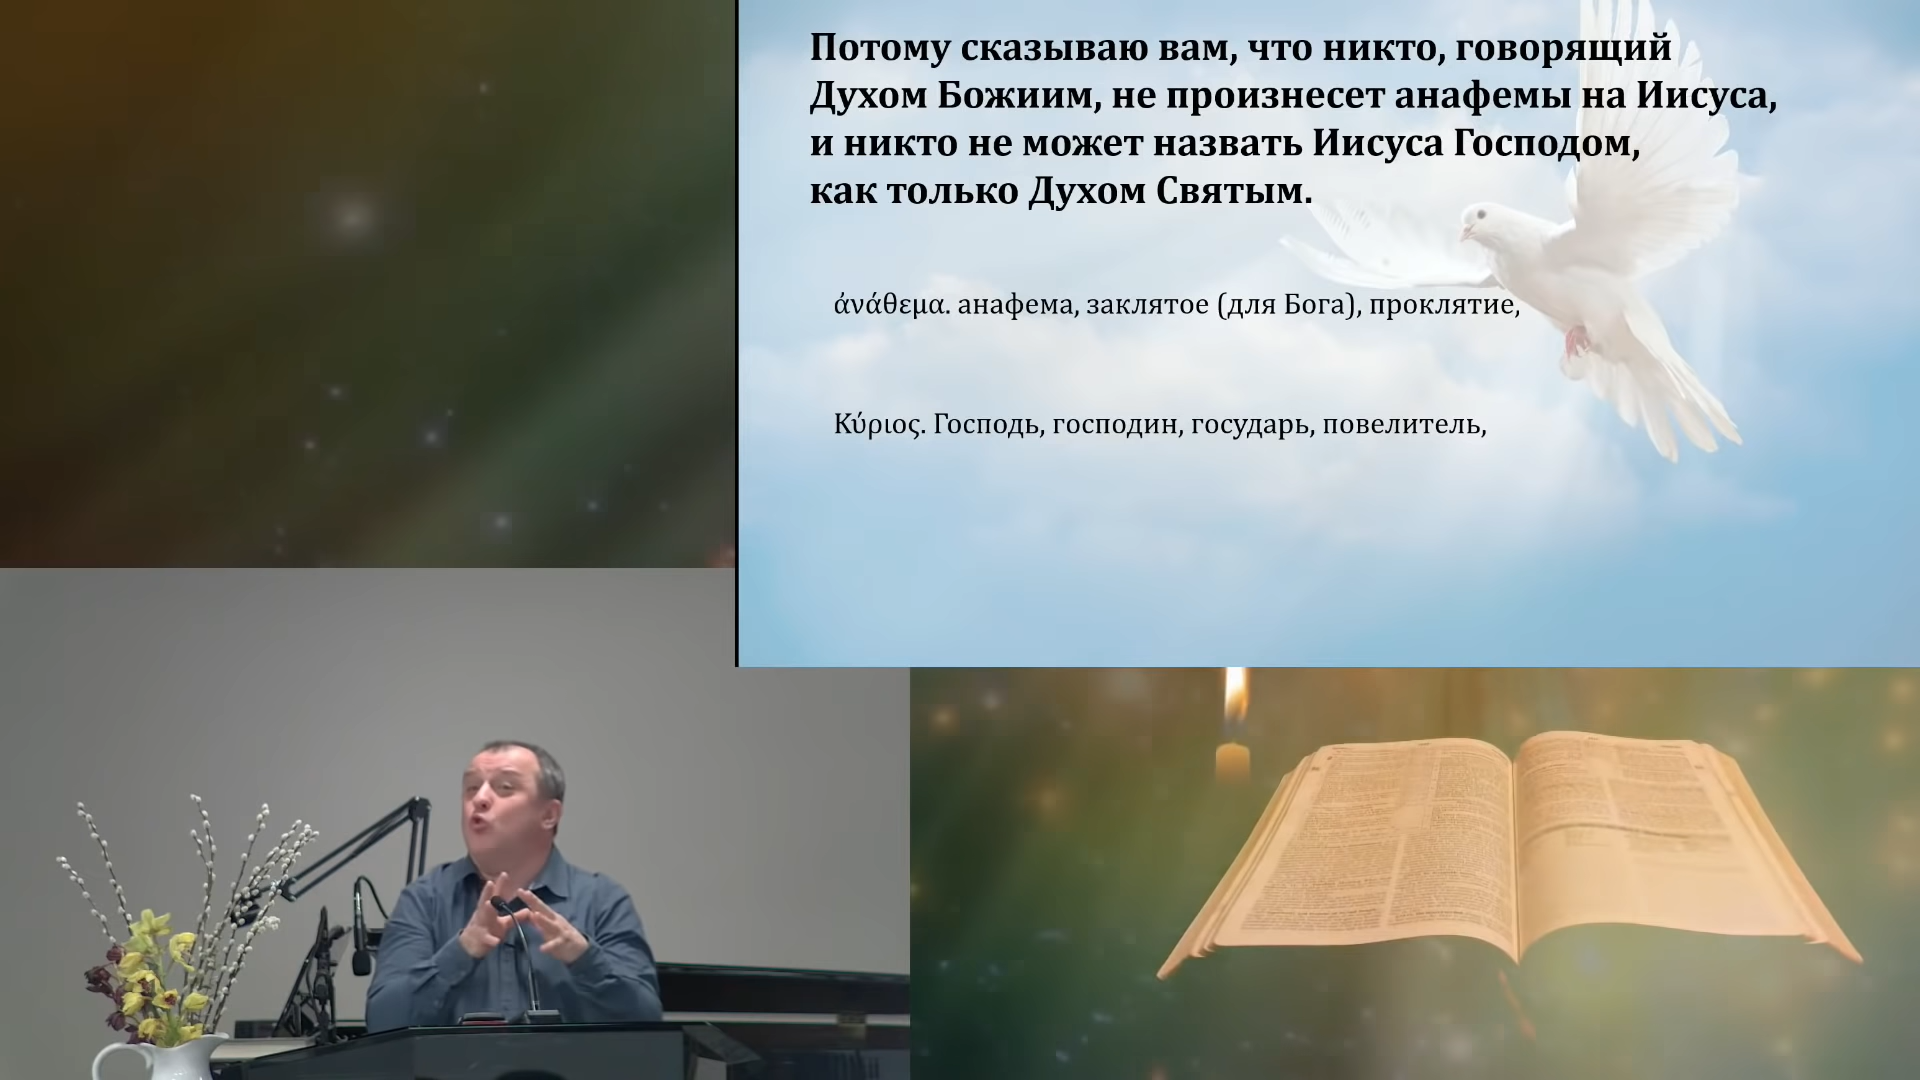 Потому сказываю вам, что никто, говорящий
Духом Божиим, не произнесет анафемы на Иисуса,
и никто не может назвать Иисуса Господом,
как только Духом Святым.
ἀνάθεμα. анафема, заклятое (для Бога), проклятие,
Κύριος. Господь, господин, государь, повелитель,